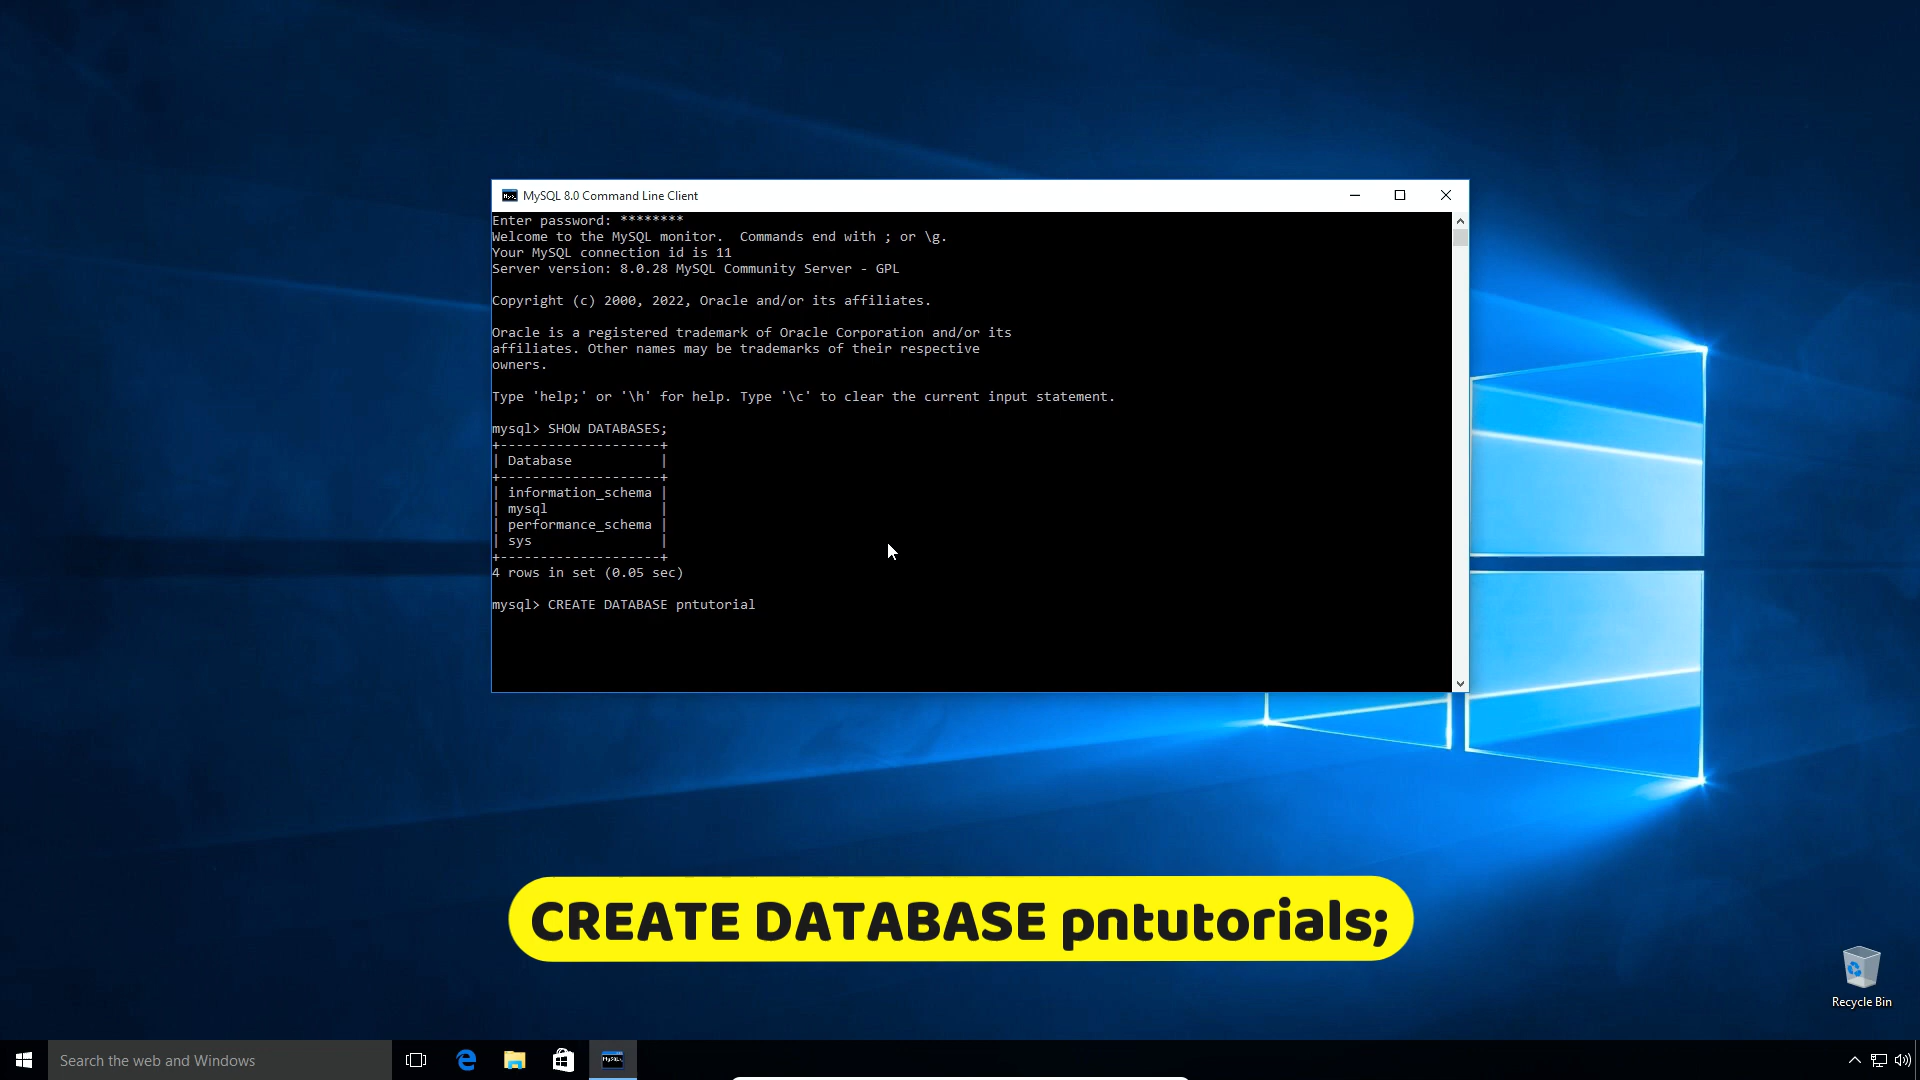 MySQL 8.0 Command Line Client
Enter password: ********
Welcome to the MySQL monitor.  Commands end with ; or \g.
Your MySQL connection id is 11
Server version: 8.0.28 MySQL Community Server - GPL
Copyright (c) 2000, 2022, Oracle and/or its affiliates.
Oracle is a registered trademark of Oracle Corporation and/or its
affiliates. Other names may be trademarks of their respective
owners.
Type 'help;' or '\h' for help. Type '\c' to clear the current input statement.
mysql> SHOW DATABASES;
+--------------------+
| Database           |
+--------------------+
| information_schema |
| mysql              |
| performance_schema |
| sys                |
+--------------------+
4 rows in set (0.05 sec)
mysql> CREATE DATABASE pntutorial
CREATE DATABASE pntutorials;
Recycle Bin
Search the web and Windows